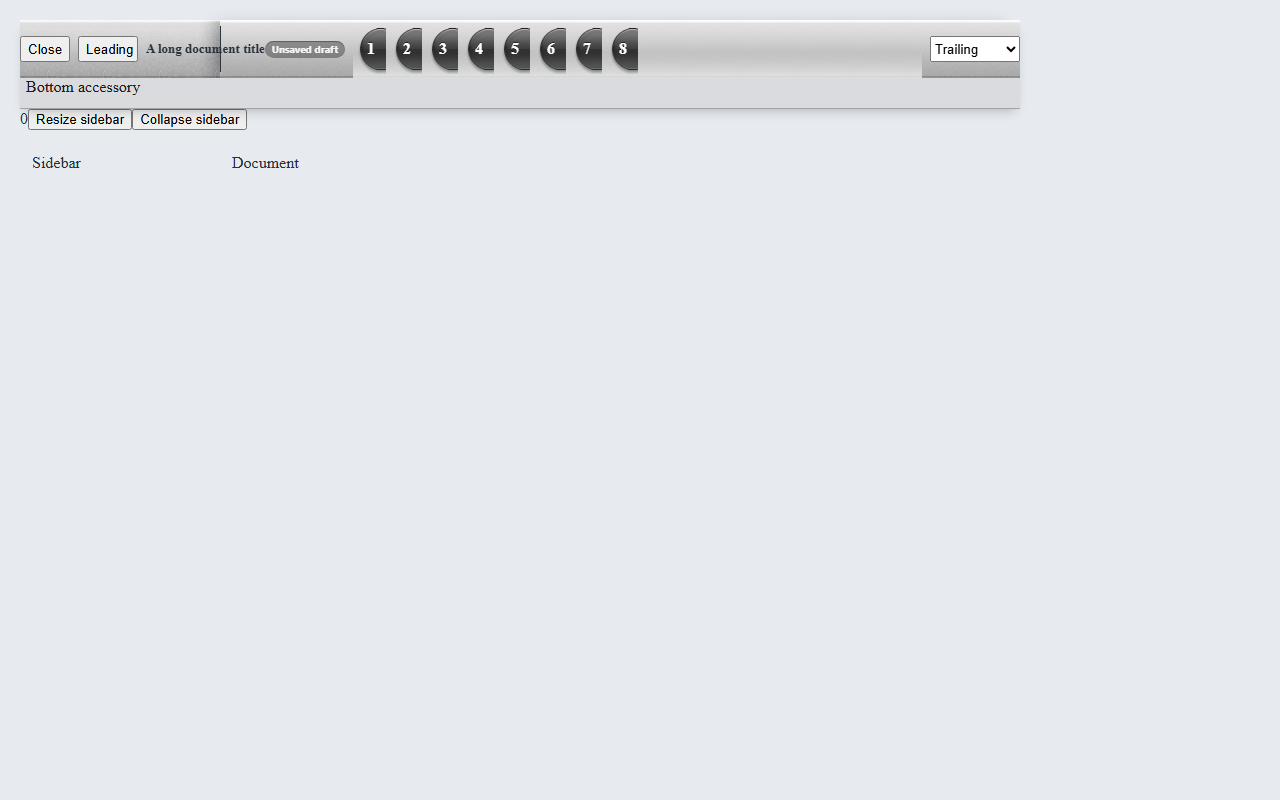 Close Leading A long document title Unsaved draft 1 2 3 4 5 6 7 8 Trailing
Bottom accessory
0 Resize sidebar Collapse sidebar
Sidebar Document